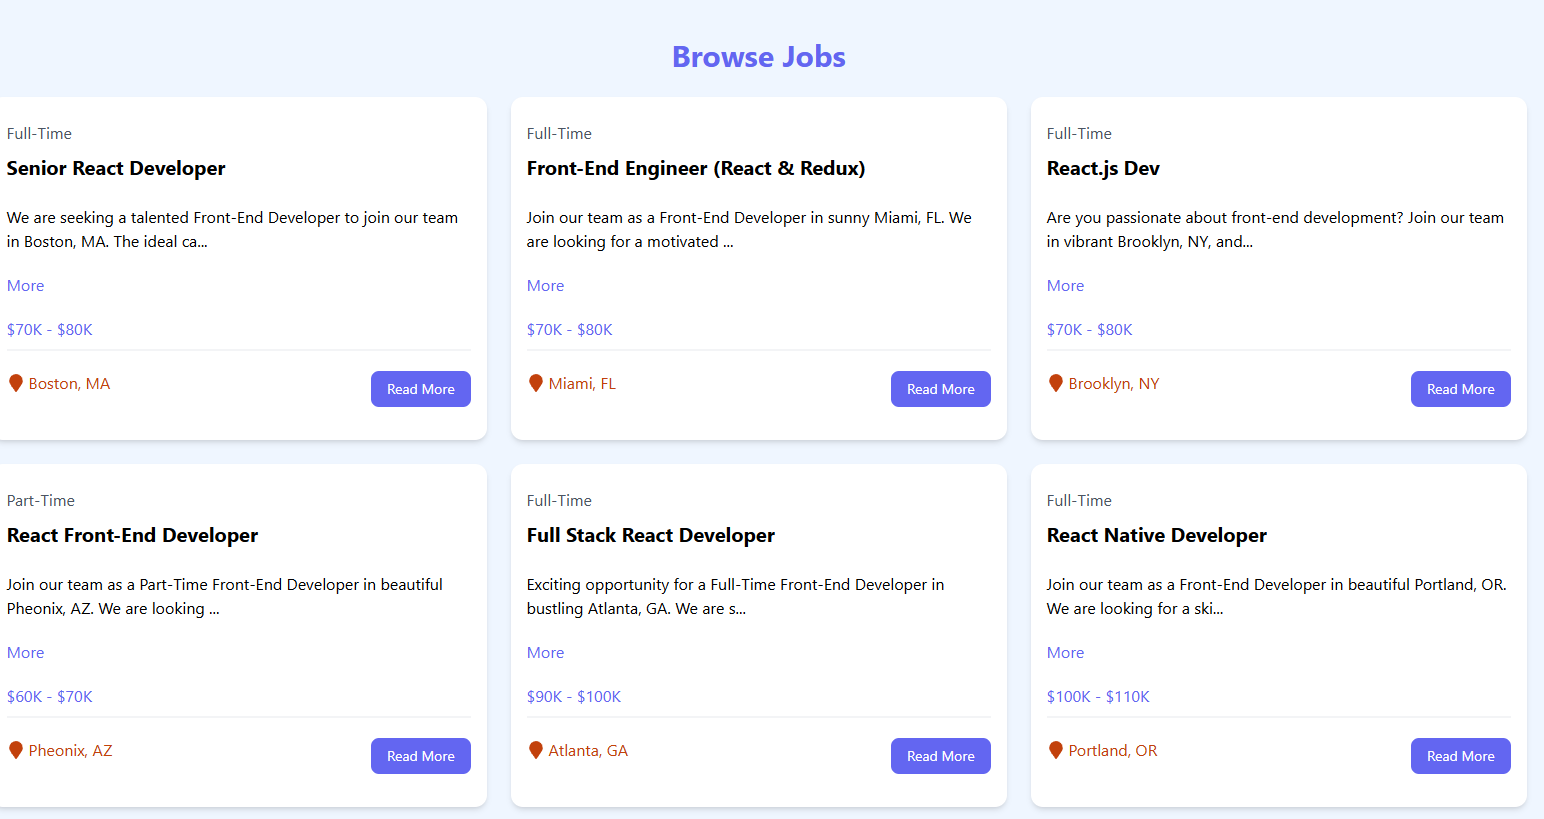 Browse Jobs
Full-Time
Senior React Developer
We are seeking a talented Front-End Developer to join our team
in Boston, MA. The ideal ca...
More
$70K - $80K
Boston, MA
Read More
Full-Time
Front-End Engineer (React & Redux)
Join our team as a Front-End Developer in sunny Miami, FL. We
are looking for a motivated ...
More
$70K - $80K
Miami, FL
Read More
Full-Time
React.js Dev
Are you passionate about front-end development? Join our team
in vibrant Brooklyn, NY, and...
More
$70K - $80K
Brooklyn, NY
Read More
Part-Time
React Front-End Developer
Join our team as a Part-Time Front-End Developer in beautiful
Pheonix, AZ. We are looking ...
More
$60K - $70K
Pheonix, AZ
Read More
Full-Time
Full Stack React Developer
Exciting opportunity for a Full-Time Front-End Developer in
bustling Atlanta, GA. We are s...
More
$90K - $100K
Atlanta, GA
Read More
Full-Time
React Native Developer
Join our team as a Front-End Developer in beautiful Portland, OR.
We are looking for a ski...
More
$100K - $110K
Portland, OR
Read More